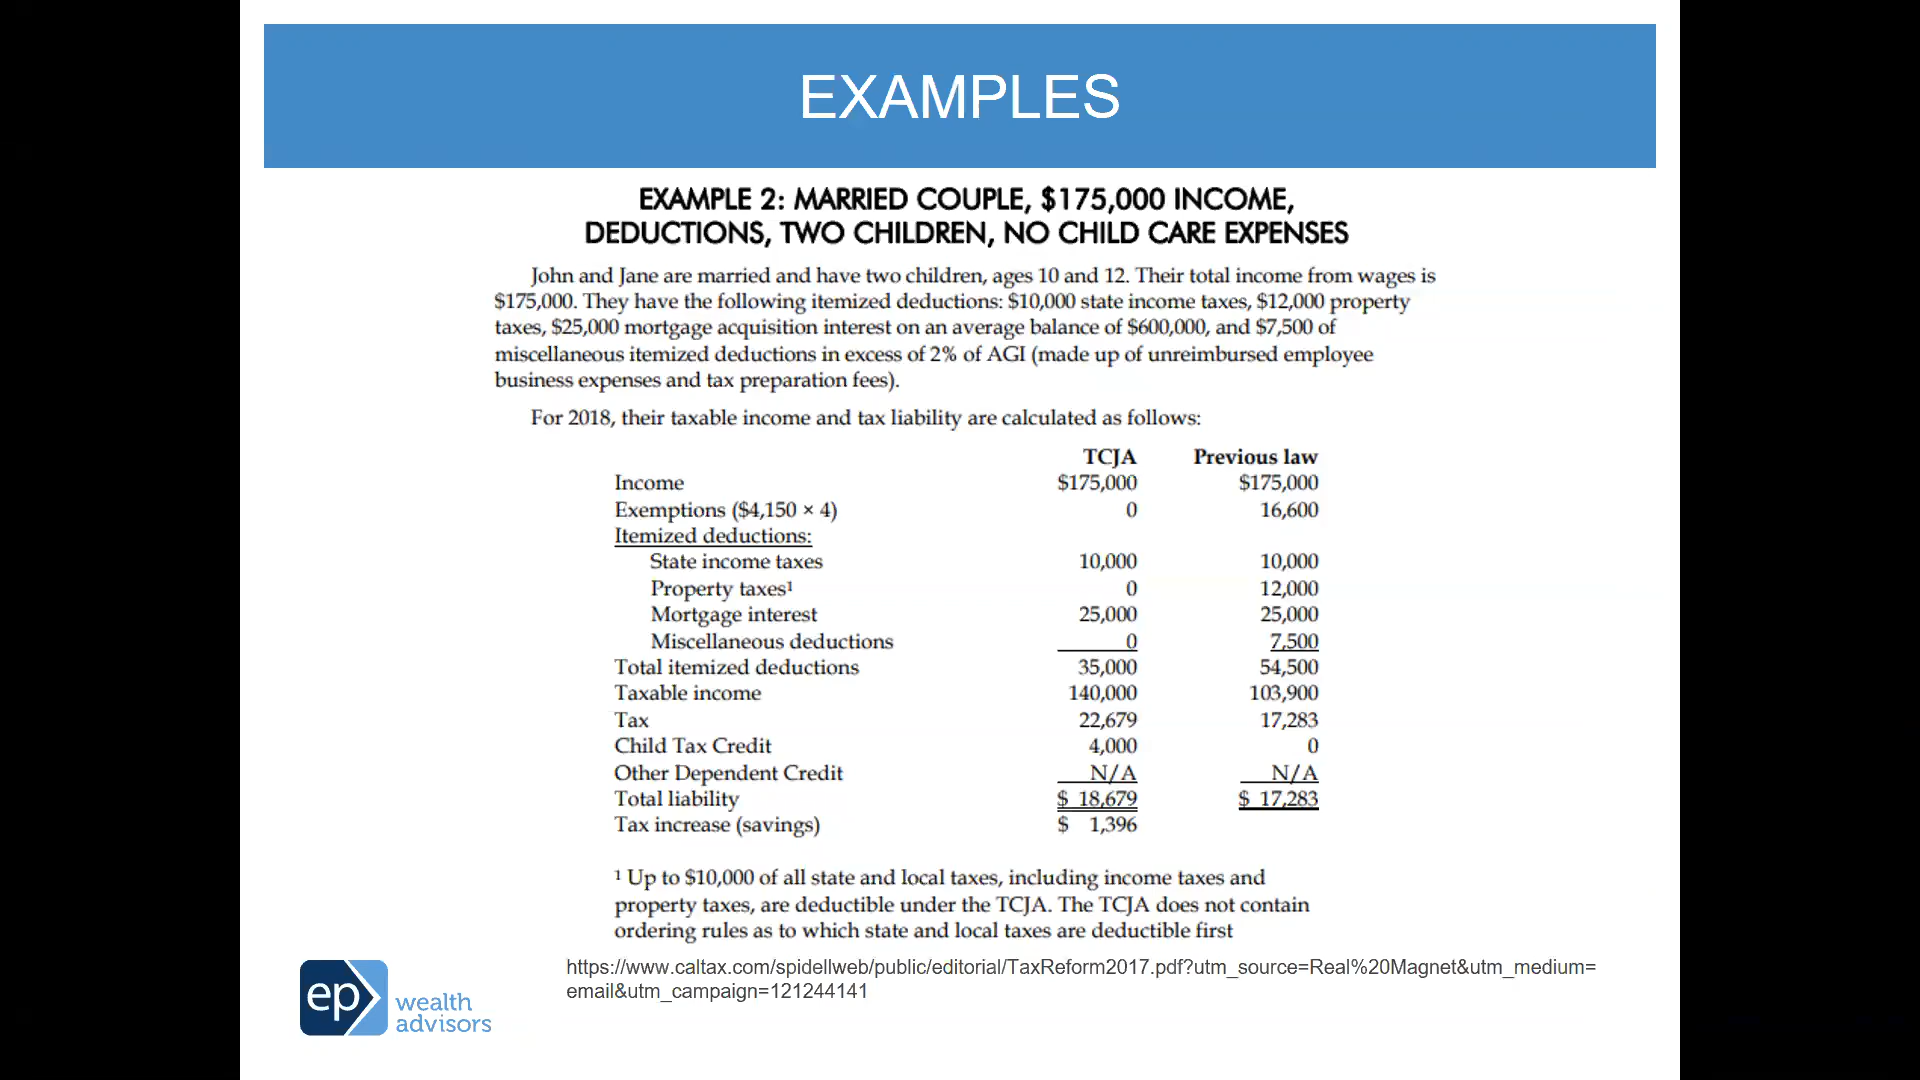 EXAMPLES
EXAMPLE 2: MARRIED COUPLE, $175,000 INCOME,
DEDUCTIONS, TWO CHILDREN, NO CHILD CARE EXPENSES
John and Jane are married and have two children, ages 10 and 12. Their total income from wages is
$175,000. They have the following itemized deductions: $10,000 state income taxes, $12,000 property
taxes, $25,000 mortgage acquisition interest on an average balance of $600,000, and $7,500 of
miscellaneous itemized deductions in excess of 2% of AGI (made up of unreimbursed employee
business expenses and tax preparation fees).
For 2018, their taxable income and tax liability are calculated as follows:
TCJA Previous law
Income $175,000 $175,000
Exemptions ($4,150 × 4) 0 16,600
Itemized deductions:
State income taxes 10,000 10,000
Property taxes¹ 0 12,000
Mortgage interest 25,000 25,000
Miscellaneous deductions 0 7,500
Total itemized deductions 35,000 54,500
Taxable income 140,000 103,900
Tax 22,679 17,283
Child Tax Credit 4,000 0
Other Dependent Credit N/A N/A
Total liability $ 18,679 $ 17,283
Tax increase (savings) $ 1,396
¹ Up to $10,000 of all state and local taxes, including income taxes and
property taxes, are deductible under the TCJA. The TCJA does not contain
ordering rules as to which state and local taxes are deductible first
https://www.caltax.com/spidellweb/public/editorial/TaxReform2017.pdf?utm_source=Real%20Magnet&utm_medium=
email&utm_campaign=121244141
ep wealth
advisors